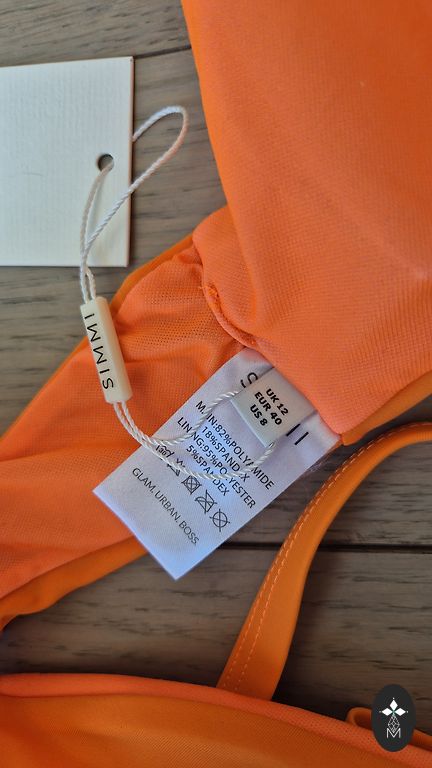 SIMMI
UK 12
EUR 40
US 8
MAIN:82%POLYAMIDE
18%SPANDEX
LINING:95%POLYESTER
5%SPANDEX
GLAM. URBAN. BOSS.
M